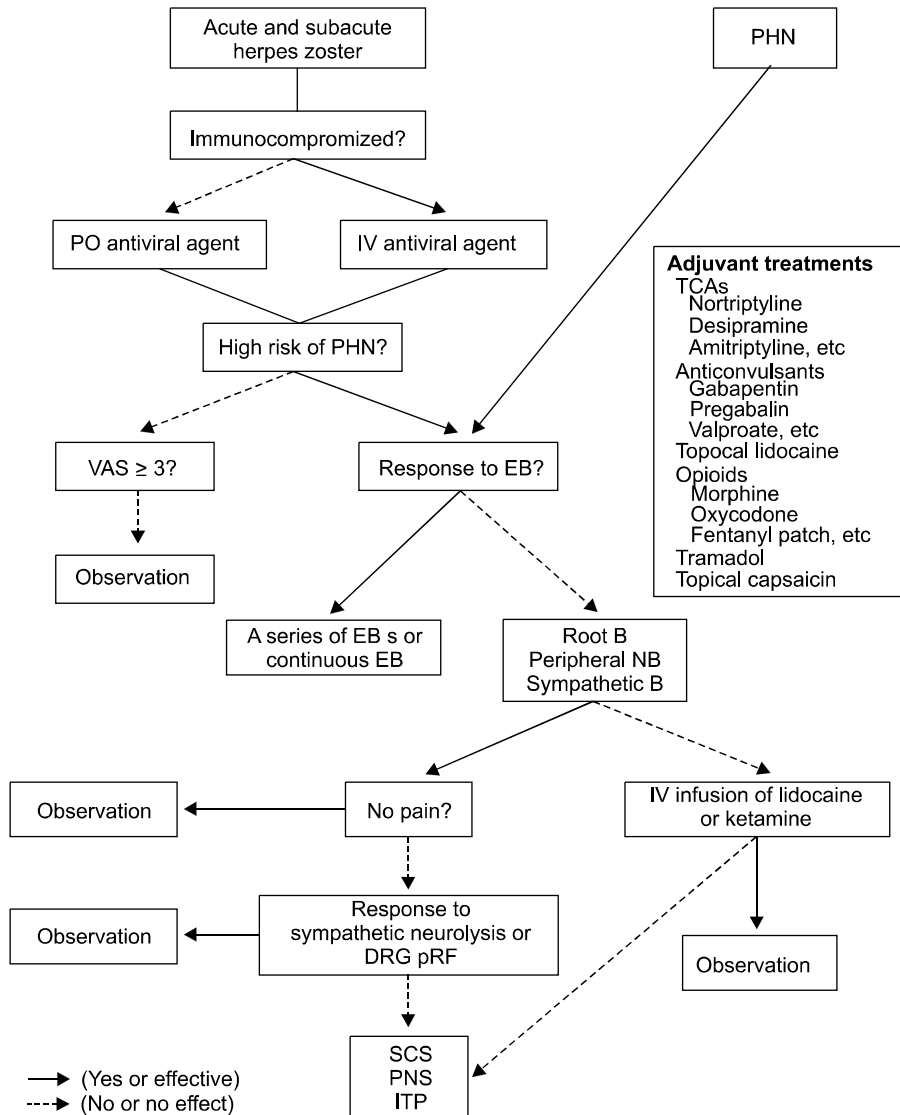 Acute and subacute
herpes zoster
PHN
Immunocompromized?
PO antiviral agent
IV antiviral agent
High risk of PHN?
Adjuvant treatments
TCAs
Nortriptyline
Desipramine
Amitriptyline, etc
Anticonvulsants
Gabapentin
Pregabalin
Valproate, etc
Topocal lidocaine
Opioids
Morphine
Oxycodone
Fentanyl patch, etc
Tramadol
Topical capsaicin
VAS ≥ 3?
Response to EB?
Observation
A series of EB s or
continuous EB
Root B
Peripheral NB
Sympathetic B
Observation
No pain?
IV infusion of lidocaine
or ketamine
Observation
Response to
sympathetic neurolysis or
DRG pRF
Observation
SCS
PNS
ITP
(Yes or effective)
(No or no effect)